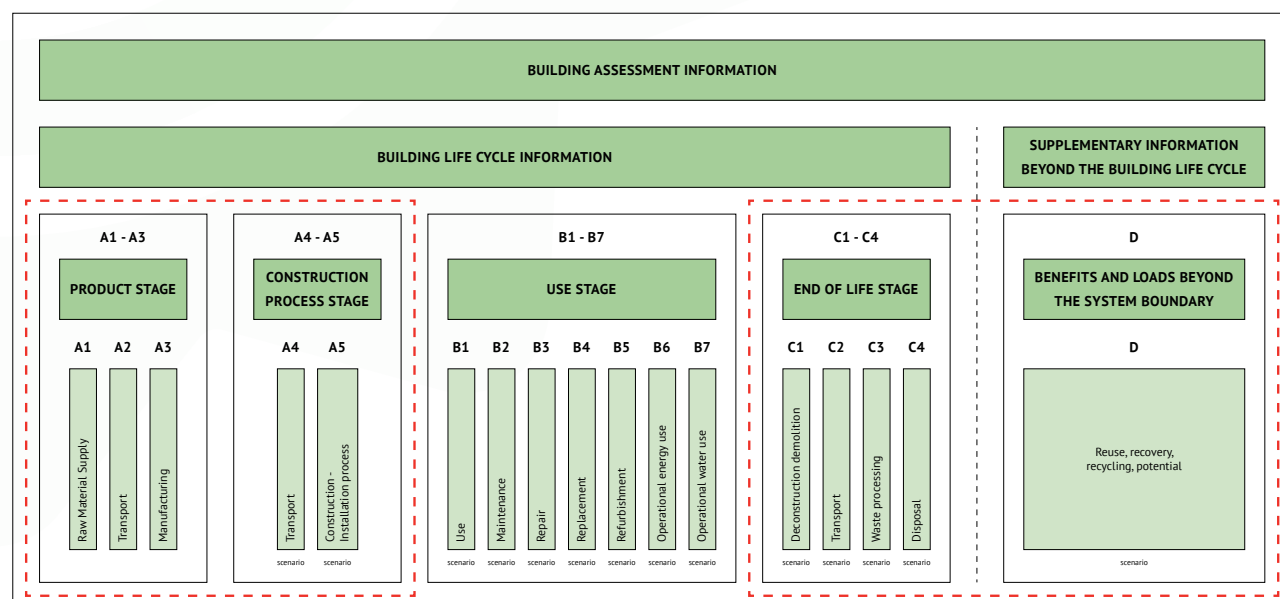 BUILDING ASSESSMENT INFORMATION
BUILDING LIFE CYCLE INFORMATION
SUPPLEMENTARY INFORMATION
BEYOND THE BUILDING LIFE CYCLE
A1 - A3
PRODUCT STAGE
A1 A2 A3
Raw Material Supply
Transport
Manufacturing
A4 - A5
CONSTRUCTION
PROCESS STAGE
A4 A5
Transport
Construction -
Installation process
scenario scenario
B1 - B7
USE STAGE
B1 B2 B3 B4 B5 B6 B7
Use
Maintenance
Repair
Replacement
Refurbishment
Operational energy use
Operational water use
scenario scenario scenario scenario scenario scenario scenario
C1 - C4
END OF LIFE STAGE
C1 C2 C3 C4
Deconstruction demolition
Transport
Waste processing
Disposal
scenario scenario scenario scenario
D
BENEFITS AND LOADS BEYOND
THE SYSTEM BOUNDARY
D
Reuse, recovery,
recycling, potential
scenario